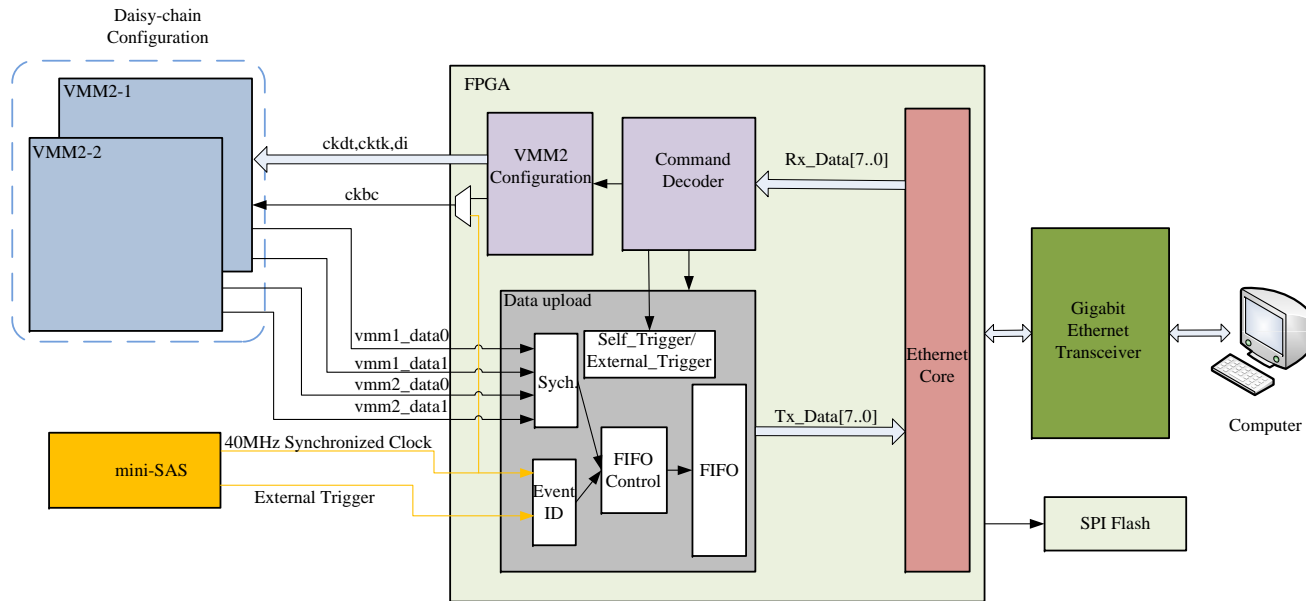 Daisy-chain
Configuration
VMM2-1
VMM2-2
FPGA
ckdt,cktk,di
ckbc
VMM2
Configuration
Command
Decoder
Rx_Data[7..0]
Data upload
Self_Trigger/
External_Trigger
vmm1_data0
vmm1_data1
vmm2_data0
vmm2_data1
Sych.
Ethernet
Core
Gigabit
Ethernet
Transceiver
Computer
Tx_Data[7..0]
40MHz Synchronized Clock
mini-SAS
External Trigger
Event
ID
FIFO
Control
FIFO
SPI Flash